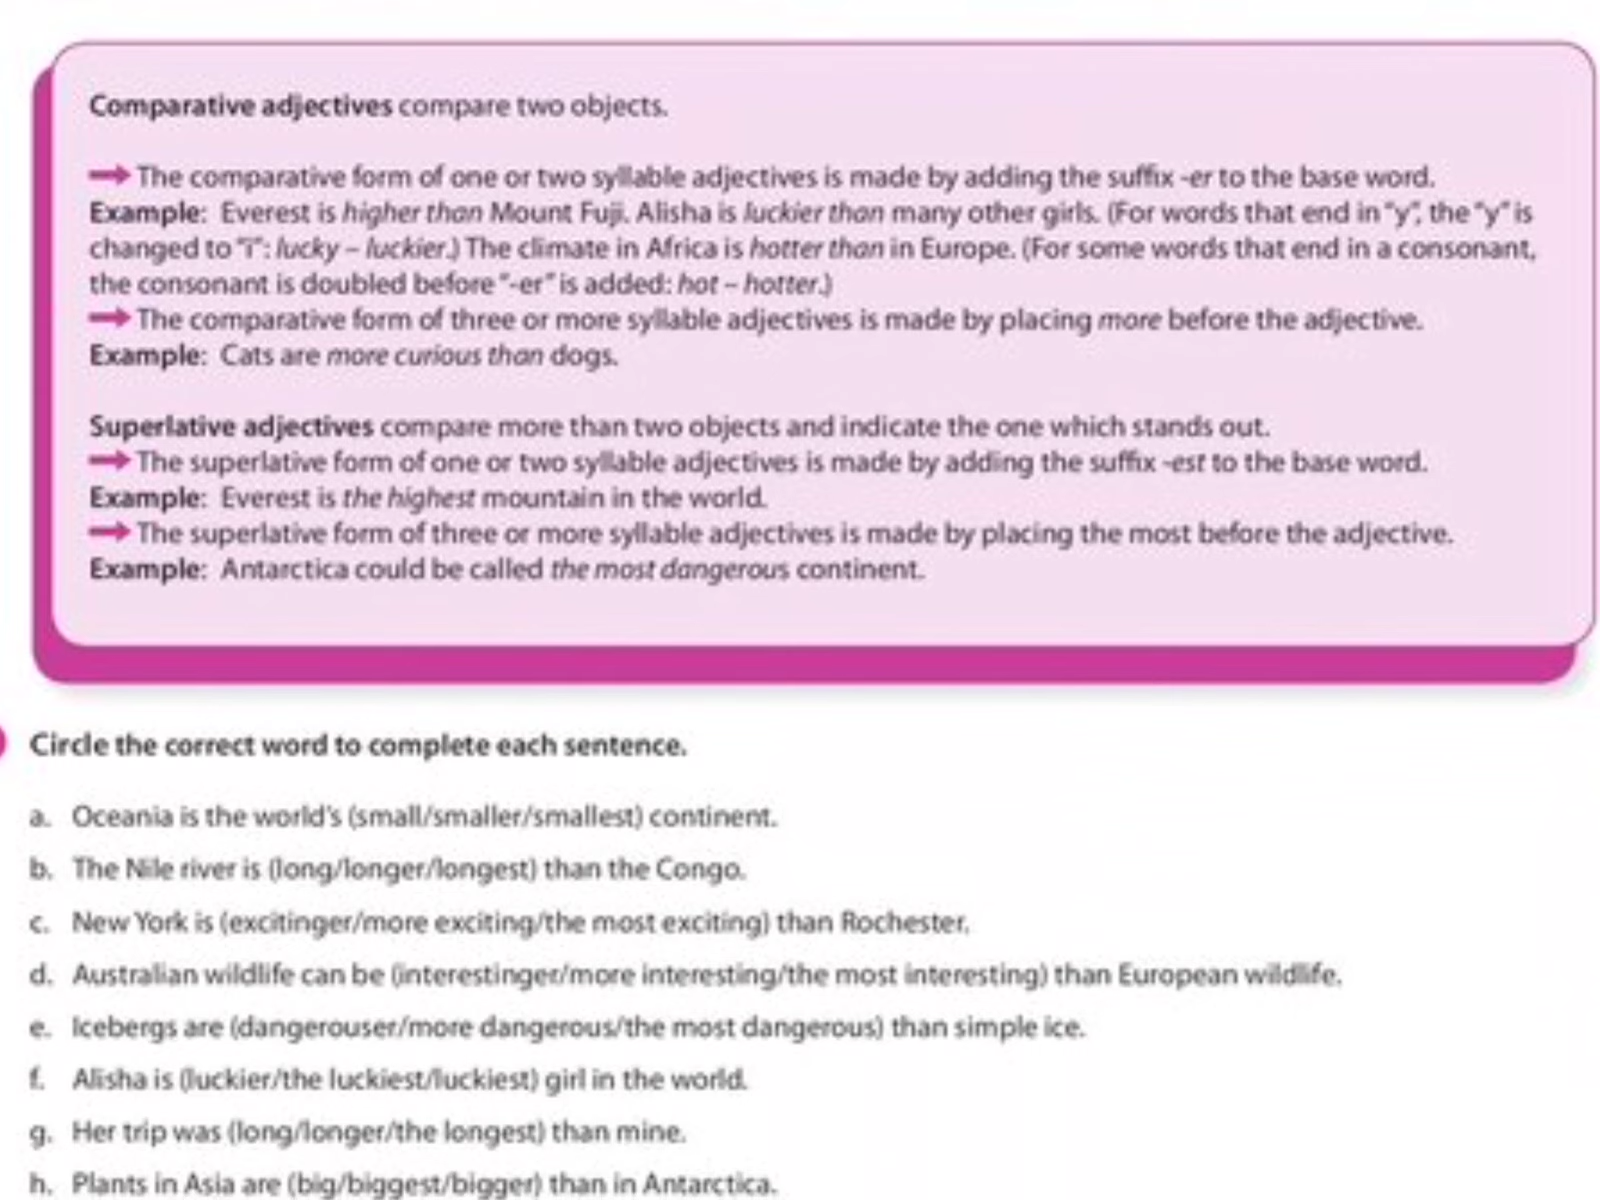 Comparative adjectives compare two objects.
The comparative form of one or two syllable adjectives is made by adding the suffix -er to the base word.
Example: Everest is higher than Mount Fuji. Alisha is luckier than many other girls. (For words that end in "y", the "y" is
changed to "i": lucky – luckier.) The climate in Africa is hotter than in Europe. (For some words that end in a consonant,
the consonant is doubled before "-er" is added: hot – hotter.)
The comparative form of three or more syllable adjectives is made by placing more before the adjective.
Example: Cats are more curious than dogs.
Superlative adjectives compare more than two objects and indicate the one which stands out.
The superlative form of one or two syllable adjectives is made by adding the suffix -est to the base word.
Example: Everest is the highest mountain in the world.
The superlative form of three or more syllable adjectives is made by placing the most before the adjective.
Example: Antarctica could be called the most dangerous continent.
Circle the correct word to complete each sentence.
a. Oceania is the world's (small/smaller/smallest) continent.
b. The Nile river is (long/longer/longest) than the Congo.
c. New York is (excitinger/more exciting/the most exciting) than Rochester.
d. Australian wildlife can be (interestinger/more interesting/the most interesting) than European wildlife.
e. Icebergs are (dangerouser/more dangerous/the most dangerous) than simple ice.
f. Alisha is (luckier/the luckiest/luckiest) girl in the world.
g. Her trip was (long/longer/the longest) than mine.
h. Plants in Asia are (big/biggest/bigger) than in Antarctica.